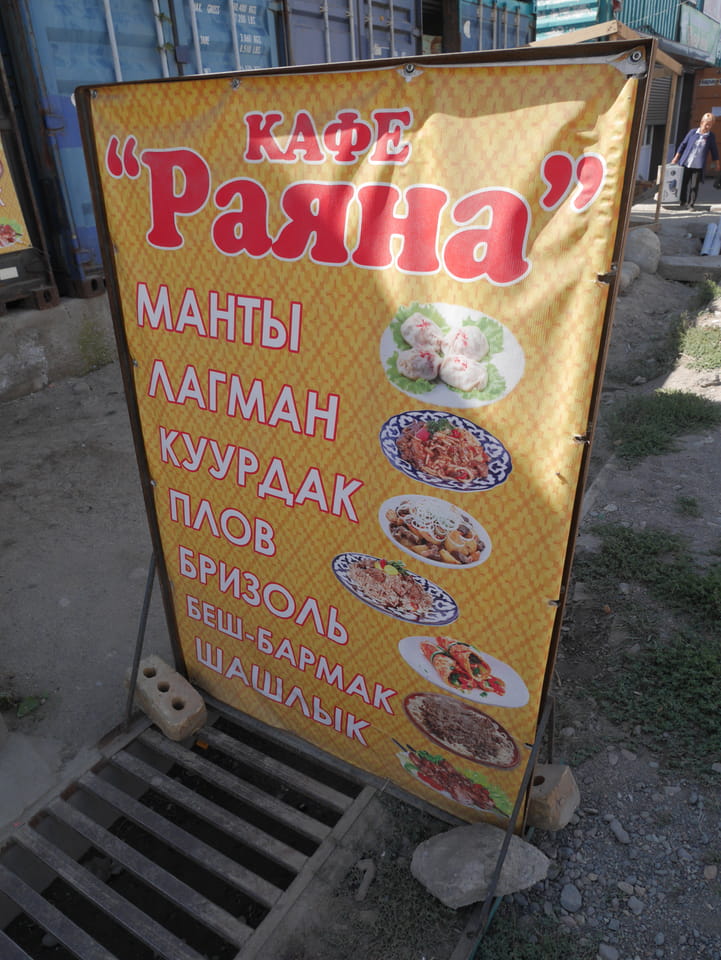 КАФЕ
"Раяна"
МАНТЫ
ЛАГМАН
КУУРДАК
ПЛОВ
БРИЗОЛЬ
БЕШ-БАРМАК
ШАШЛЫК